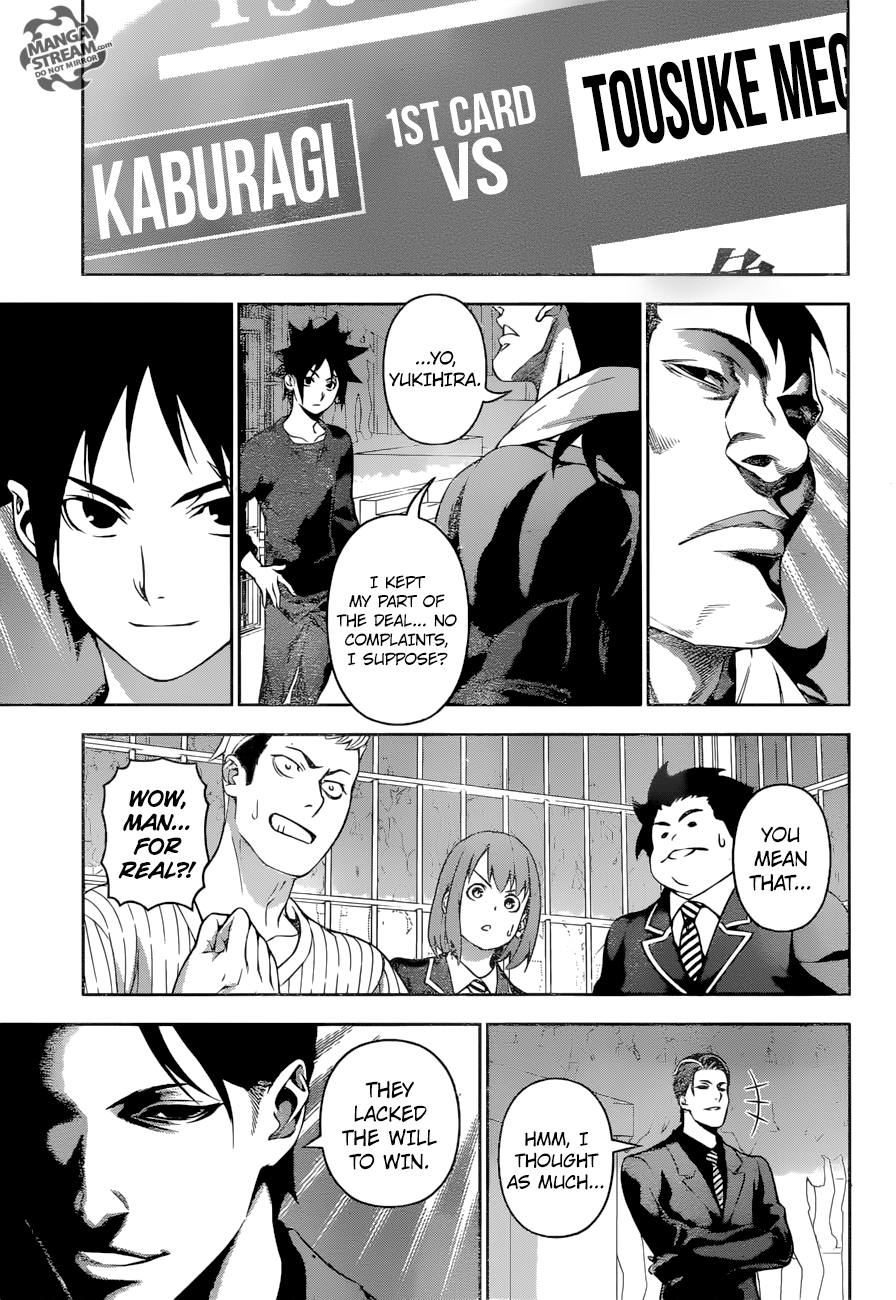 MANGA
STREAM.com
DO NOT MIRROR!
KABURAGI
1ST CARD
VS
TOUSUKE MEG
...YO,
YUKIHIRA.
I KEPT
MY PART OF
THE DEAL... NO
COMPLAINTS,
I SUPPOSE?
YOU
MEAN
THAT...
WOW,
MAN...
FOR
REAL?!
HMM, I
THOUGHT
AS MUCH...
THEY
LACKED
THE WILL
TO WIN.